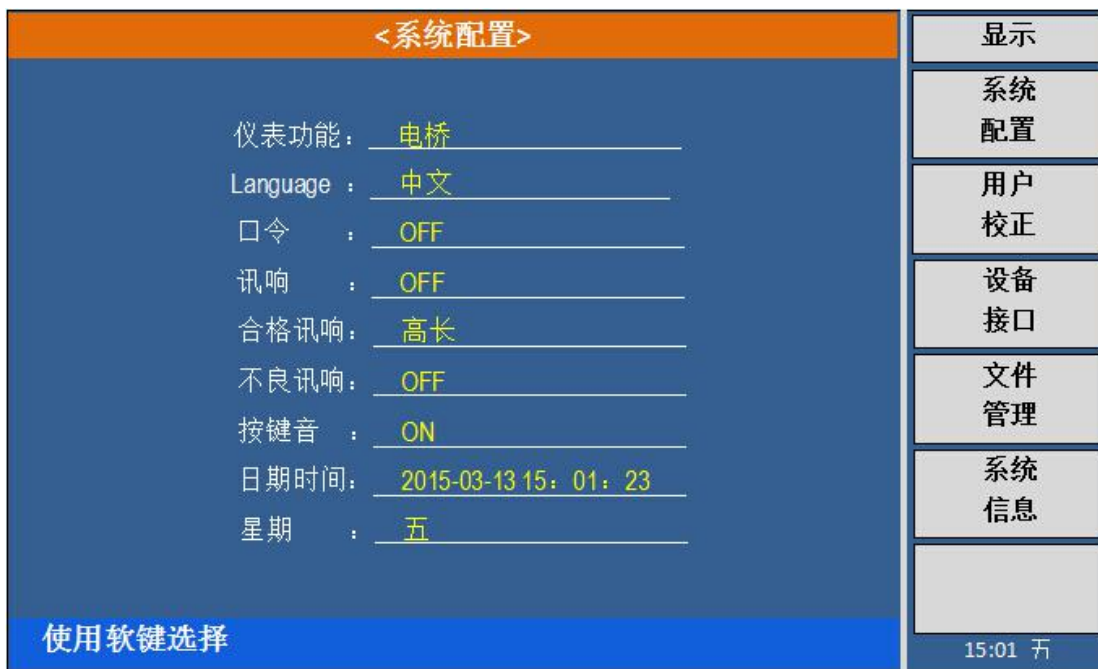 <系统配置>
仪表功能： 电桥
Language ： 中文
口令 ： OFF
讯响 ： OFF
合格讯响： 高长
不良讯响： OFF
按键音 ： ON
日期时间： 2015-03-13 15：01：23
星期 ： 五
使用软键选择
显示
系统
配置
用户
校正
设备
接口
文件
管理
系统
信息
15:01 五